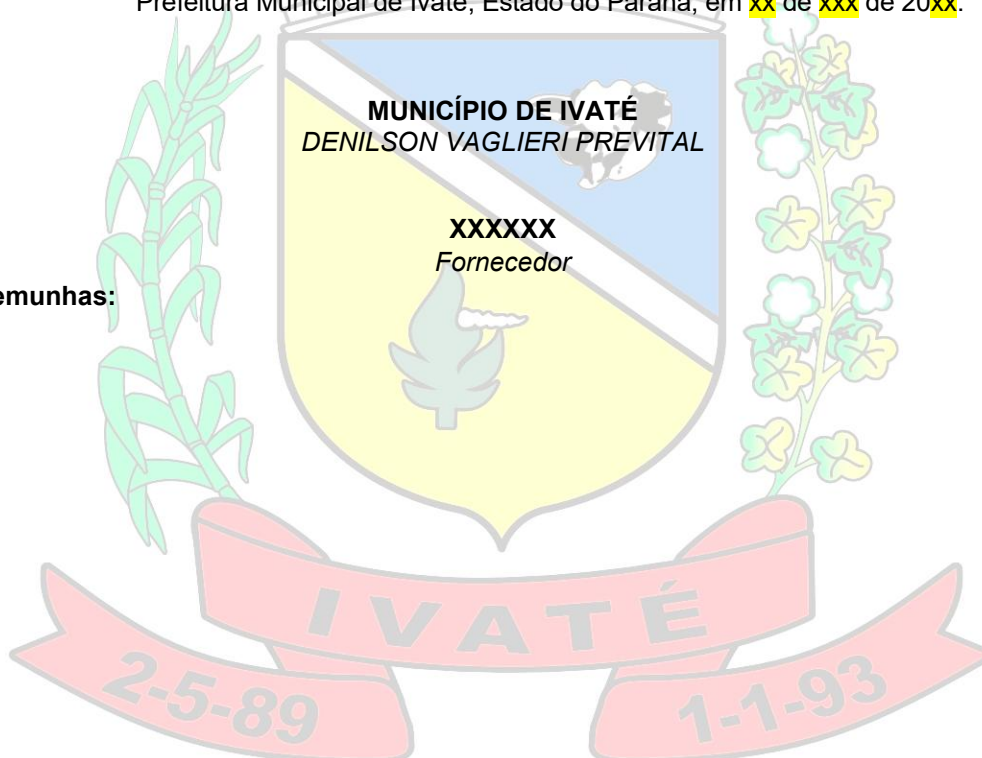 Prefeitura Municipal de Ivaté, Estado do Paraná, em xx de xxx de 20xx.
MUNICÍPIO DE IVATÉ
DENILSON VAGLIERI PREVITAL
XXXXXX
Fornecedor
emunhas:
IVATÉ
2-5-89
1-1-93